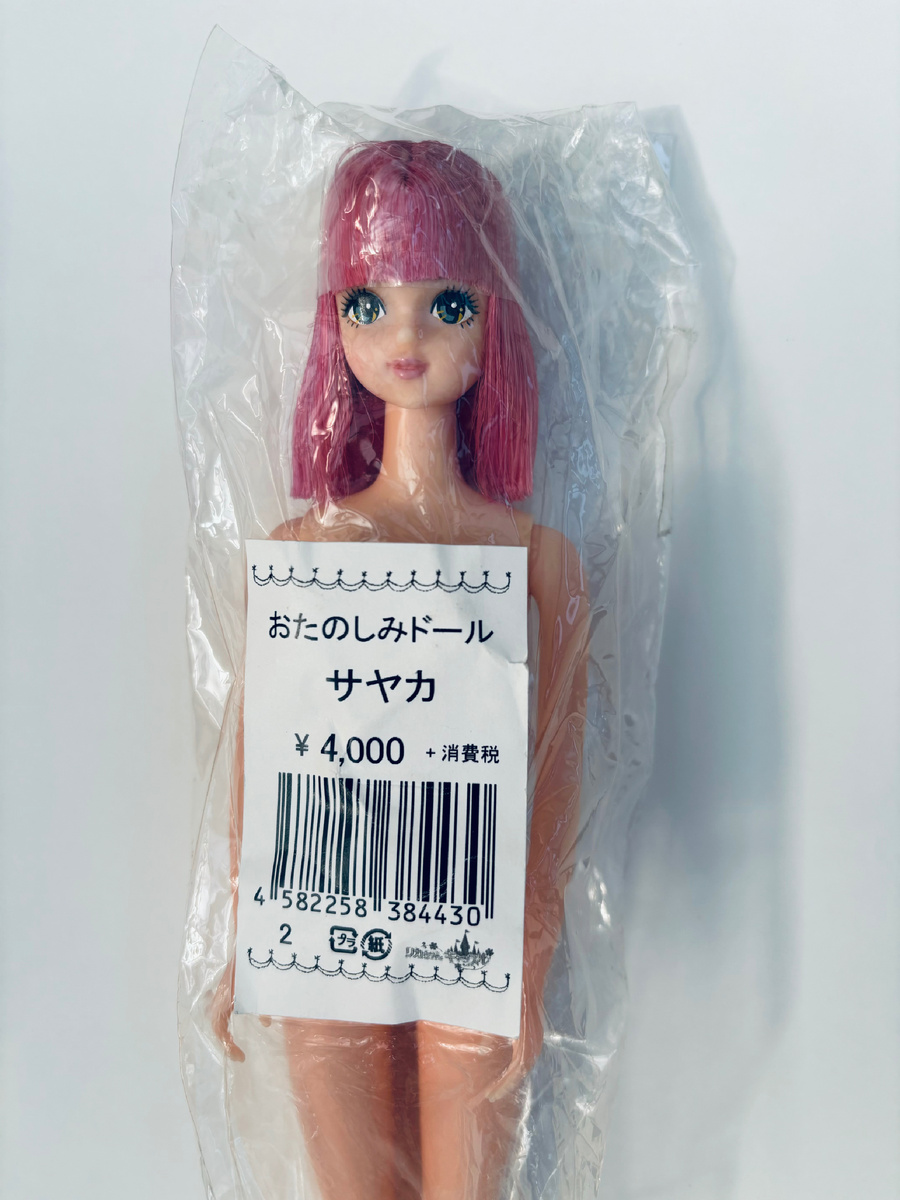 おたのしみドール
サヤカ
¥ 4,000 + 消費税
4 582258 384430
2 プラ 紙